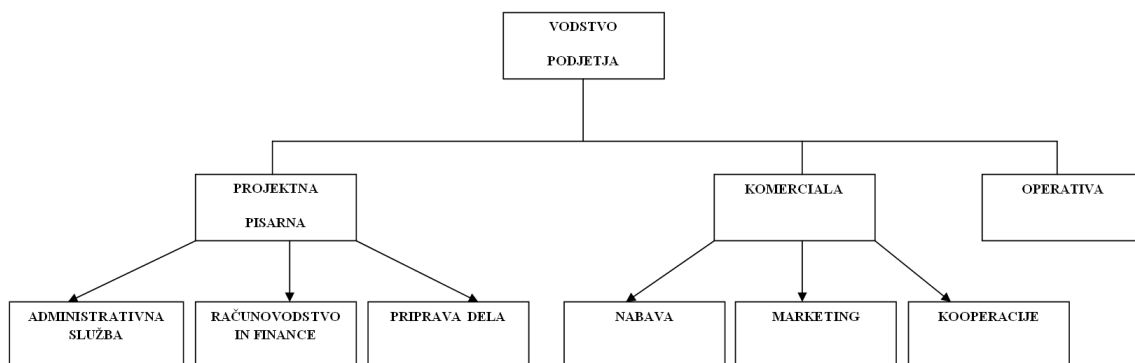 VODSTVO
PODJETJA
PROJEKTNA
PISARNA
KOMERCIALA
OPERATIVA
ADMINISTRATIVNA
SLUŽBA
RAČUNOVODSTVO
IN FINANCE
PRIPRAVA DELA
NABAVA
MARKETING
KOOPERACIJE